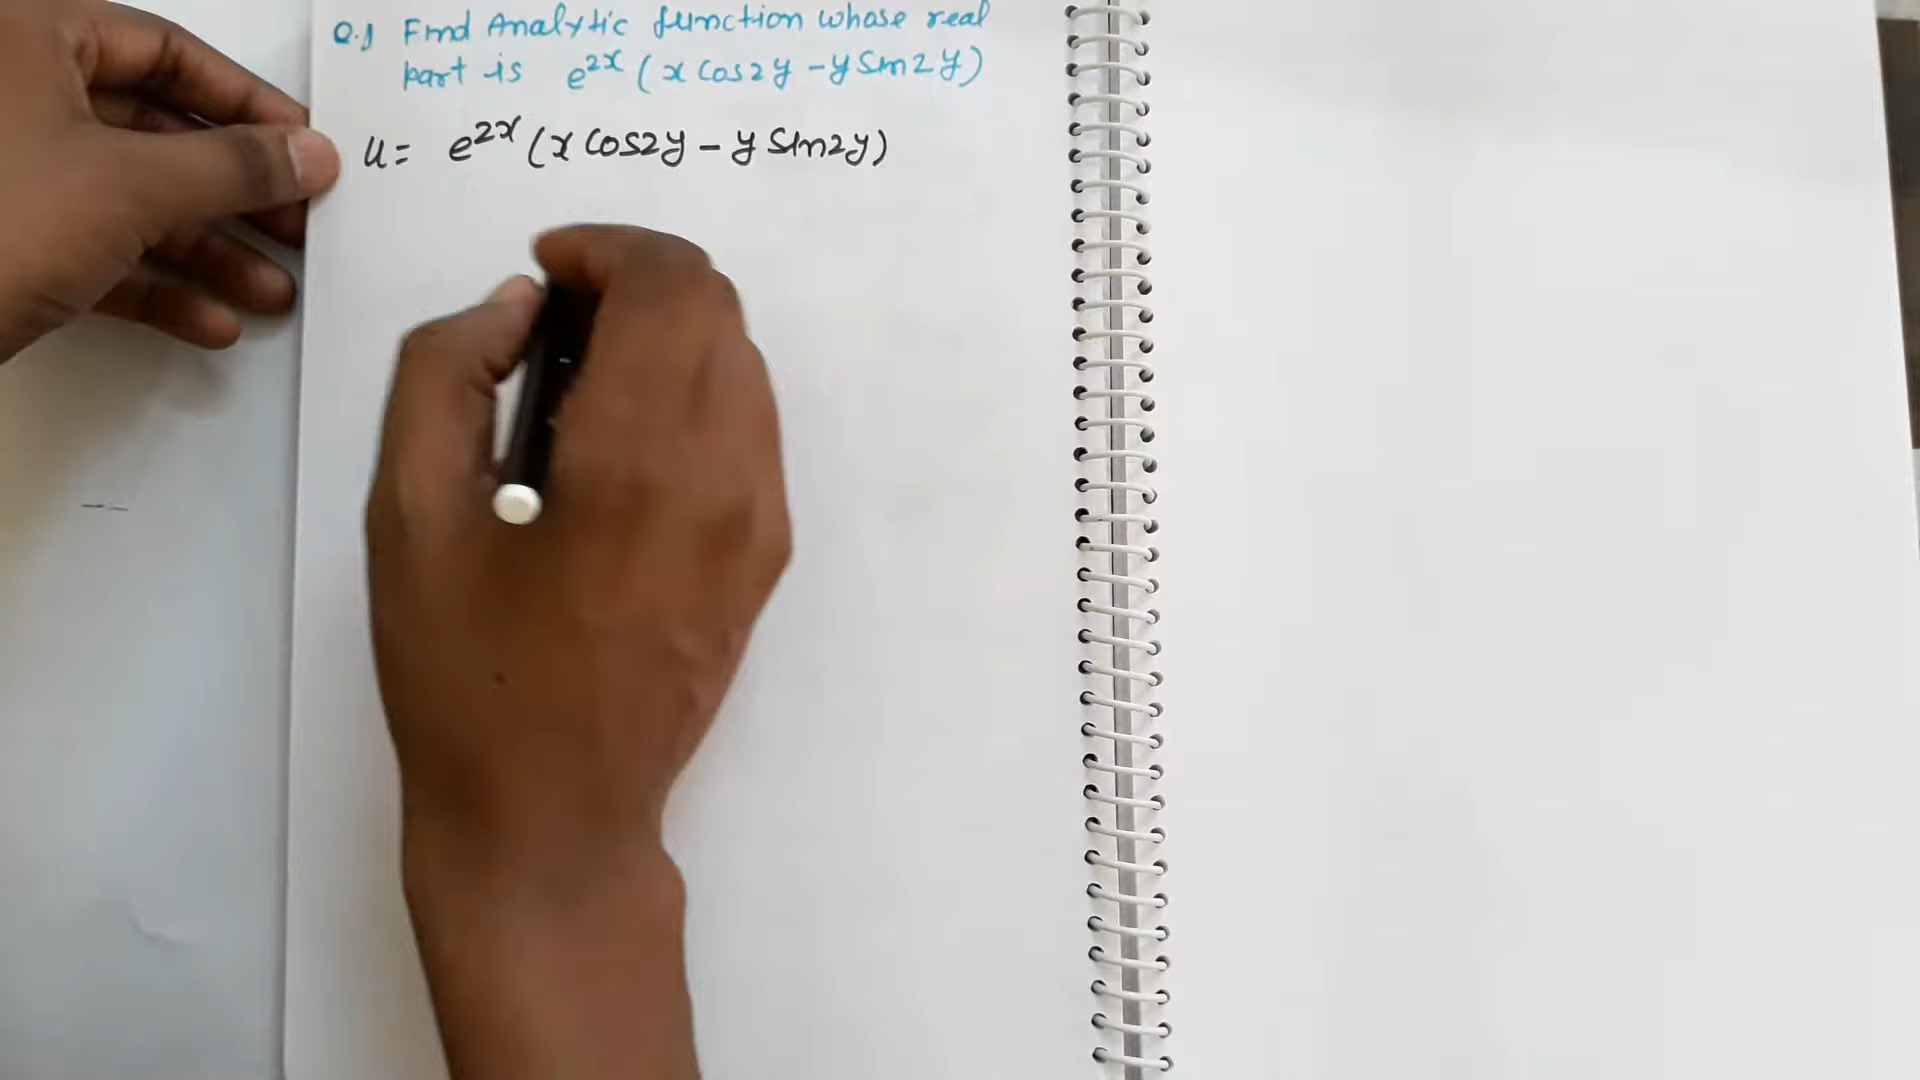 Q.1 Find Analytic function whose real
part is e^2x (x Cos2y - y Sin2y)
u = e^2x (x Cos2y - y Sin2y)